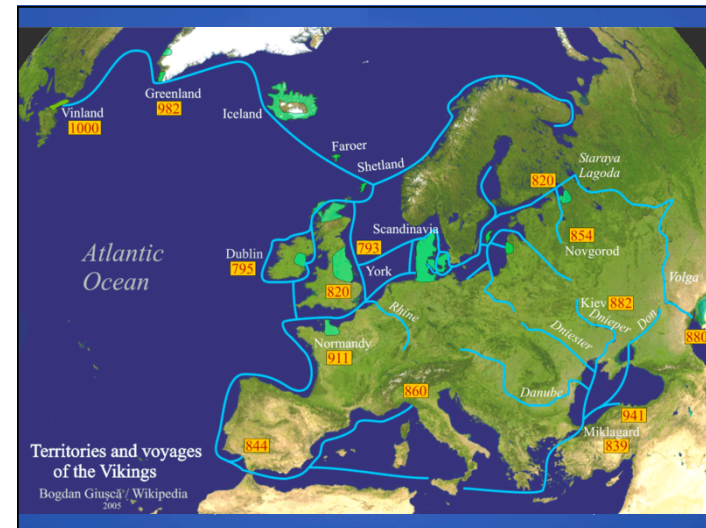 Greenland
982
Vinland
1000
Iceland
Faroer
Shetland
Staraya
Lagoda
820
Scandinavia
793
854
Novgorod
Atlantic
Ocean
Dublin
795
York
820
Volga
Kiev 882
Rhine
Dnieper
Don
Dniester
880
Normandy
911
860
Danube
941
Miklagard
839
844
Territories and voyages
of the Vikings
Bogdan Giuşcă / Wikipedia
2005